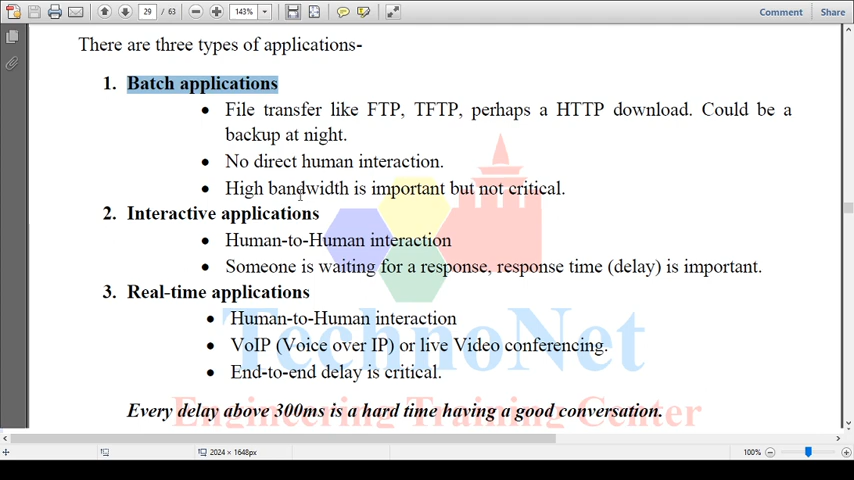 29 / 63 143% Comment Share
There are three types of applications-
1. Batch applications
• File transfer like FTP, TFTP, perhaps a HTTP download. Could be a
backup at night.
• No direct human interaction.
• High bandwidth is important but not critical.
2. Interactive applications
• Human-to-Human interaction
• Someone is waiting for a response, response time (delay) is important.
3. Real-time applications
• Human-to-Human interaction
• VoIP (Voice over IP) or live Video conferencing.
• End-to-end delay is critical.
TechnoNet
Every delay above 300ms is a hard time having a good conversation.
Engineering Training Center
2024 × 1648px 100%